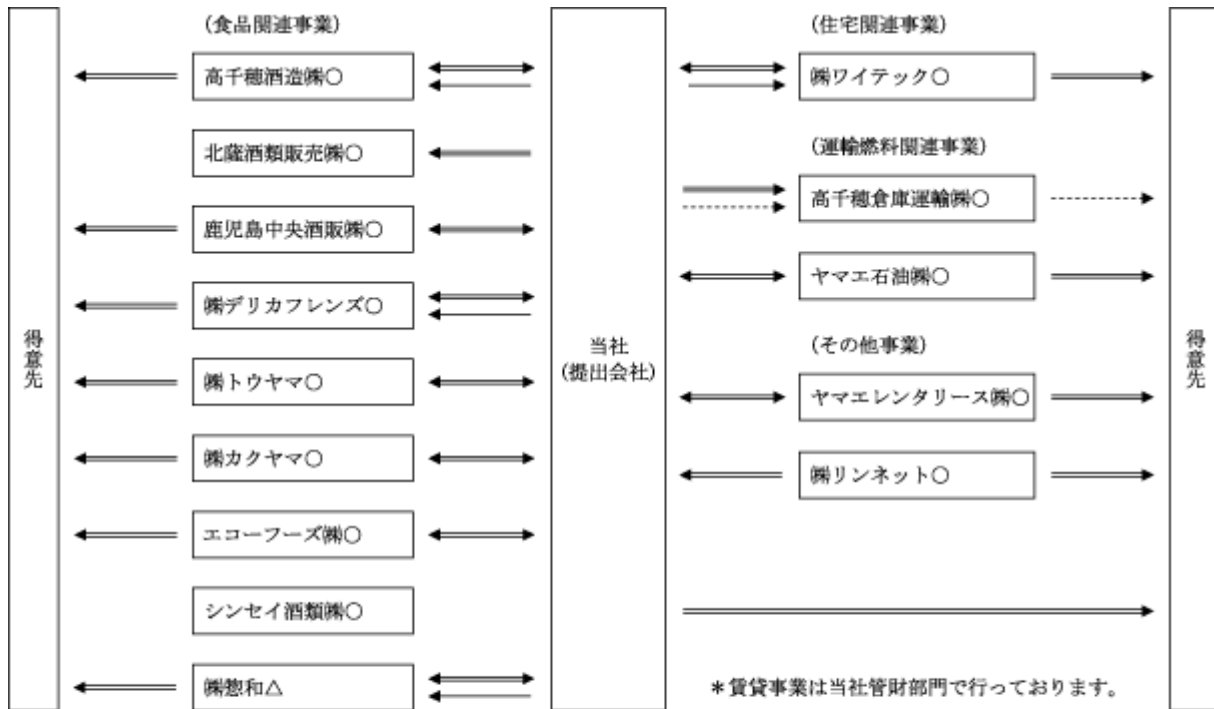 得意先
(食品関連事業)
高千穂酒造㈱○
北薩酒類販売㈱○
鹿児島中央酒販㈱○
㈱デリカフレンズ○
㈱トウヤマ○
㈱カクヤマ○
エコーフーズ㈱○
シンセイ酒類㈱○
㈱惣和△
当社
(提出会社)
(住宅関連事業)
㈱ワイテック○
(運輸燃料関連事業)
高千穂倉庫運輸㈱○
ヤマエ石油㈱○
(その他事業)
ヤマエレンタリース㈱○
㈱リンネット○
＊賃貸事業は当社管財部門で行っております。
得意先